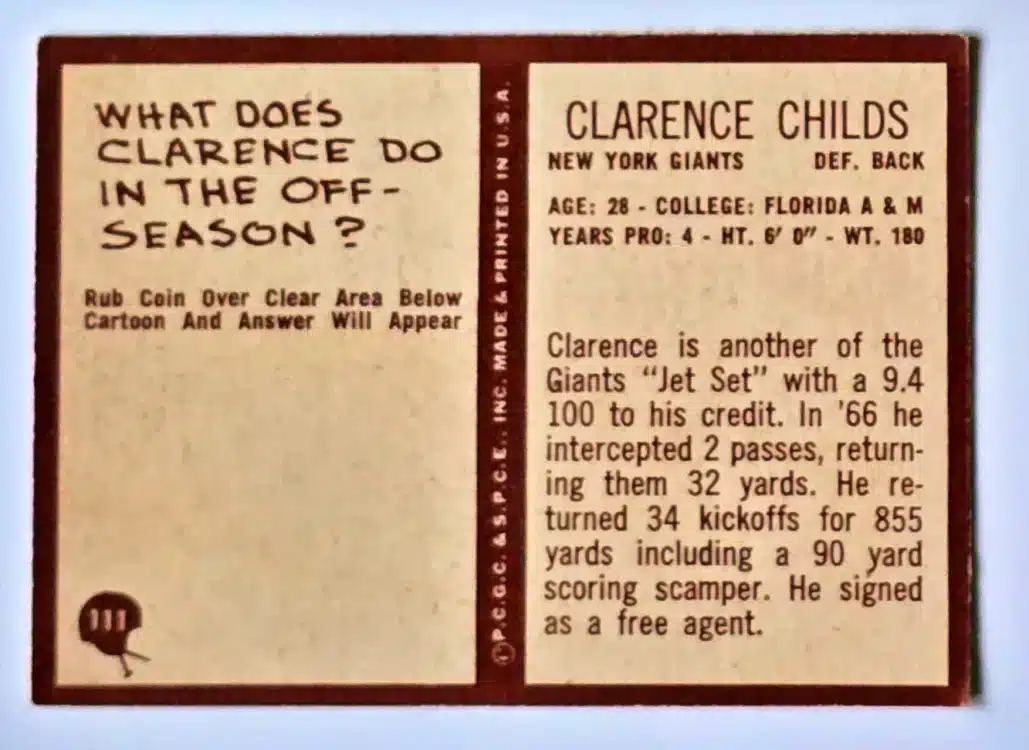 WHAT DOES
CLARENCE DO
IN THE OFF-
SEASON?
Rub Coin Over Clear Area Below
Cartoon And Answer Will Appear
111
© P.C.G.C. & S.P.C.E., INC. MADE & PRINTED IN U.S.A.
CLARENCE CHILDS
NEW YORK GIANTS DEF. BACK
AGE: 28 - COLLEGE: FLORIDA A & M
YEARS PRO: 4 - HT. 6' 0" - WT. 180
Clarence is another of the
Giants "Jet Set" with a 9.4
100 to his credit. In '66 he
intercepted 2 passes, return-
ing them 32 yards. He re-
turned 34 kickoffs for 855
yards including a 90 yard
scoring scamper. He signed
as a free agent.